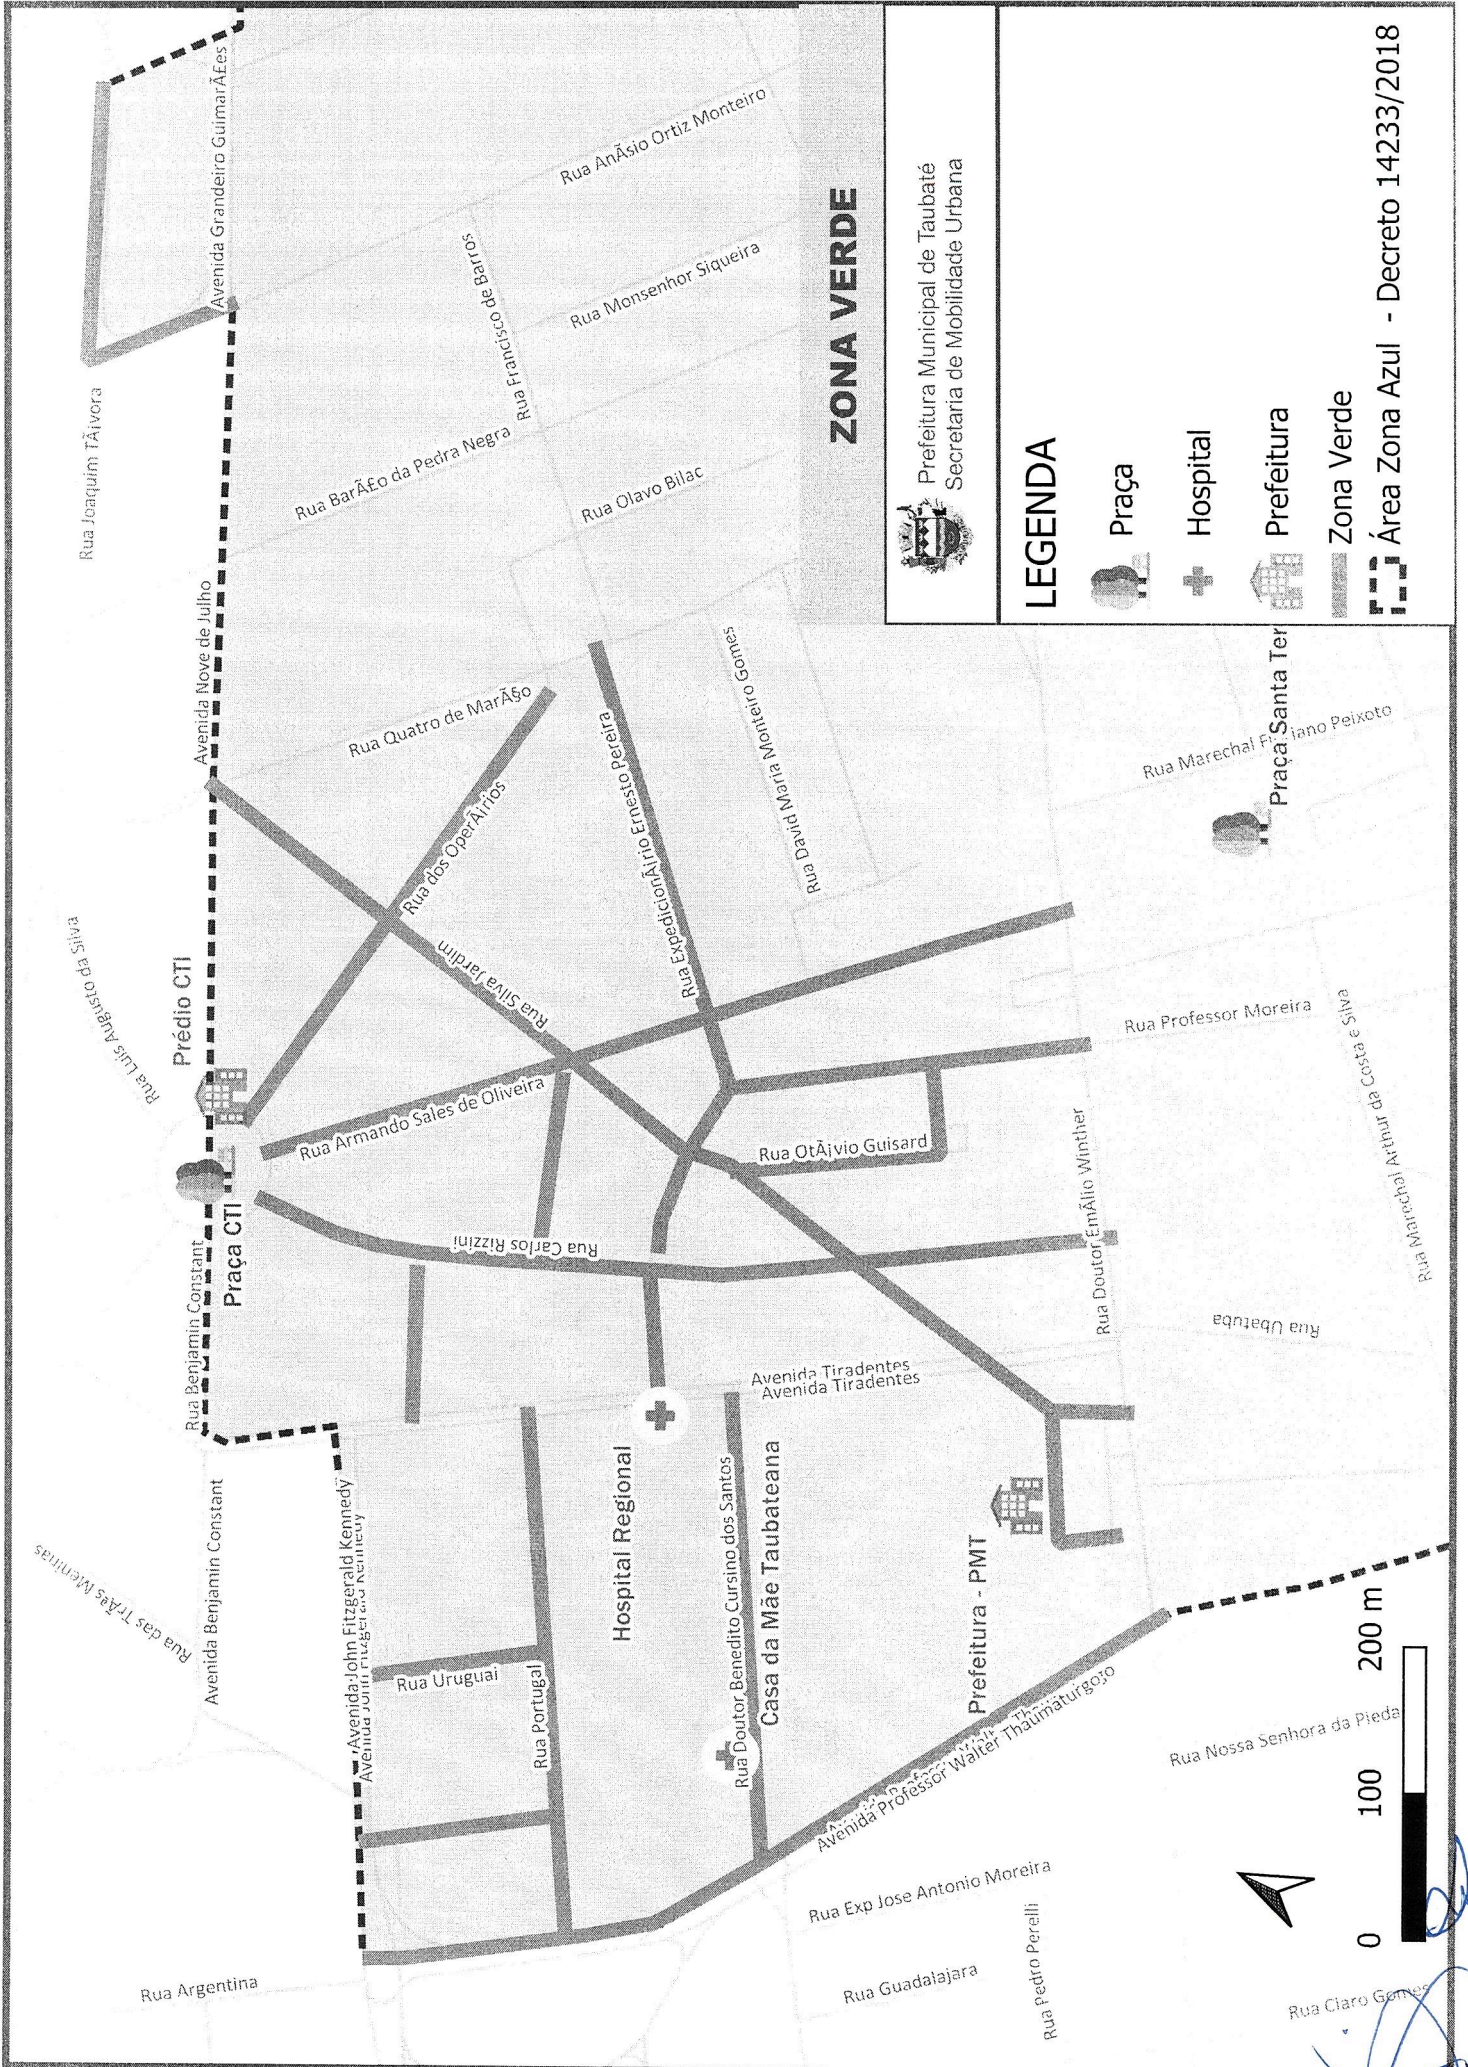 Rua Argentina
Rua das TrÃªs Meninas
Avenida Benjamin Constant
Rua Benjamin Constant
Praça CTI
Prédio CTI
Rua Luis Augusto da Silva
Avenida Nove de Julho
Rua Joaquim TÃ¡vora
Avenida Grandeiro GuimarÃ£es
Avenida John Fitzgerald Kennedy
Avenida John Fitzgerald Kennedy
Rua Uruguai
Rua Portugal
Rua Carlos Rizzini
Rua Armando Sales de Oliveira
Rua Silva Jardim
Rua dos OperÃ¡rios
Rua Quatro de MarÃ§o
Rua BarÃ£o da Pedra Negra
Rua Francisco de Barros
Rua AnÃ­sio Ortiz Monteiro
Rua Monsenhor Siqueira
Rua Olavo Bilac
Rua ExpedicionÃ¡rio Ernesto Pereira
Rua David Maria Monteiro Gomes
Hospital Regional
Rua Doutor Benedito Cursino dos Santos
Casa da Mãe Taubateana
Avenida Tiradentes
Avenida Tiradentes
Rua OtÃ¡vio Guisard
Avenida Professor Walter Thaumaturgo
Prefeitura - PMT
Rua Exp Jose Antonio Moreira
Rua Guadalajara
Rua Pedro Perelli
Rua Doutor EmÃ­lio Winther
Rua Professor Moreira
Rua Ubatuba
Rua Marechal Arthur da Costa e Silva
Rua Marechal
iano Peixoto
Praça Santa Ter
Rua Nossa Senhora da Pieda
Rua Claro Gomes
0 100 200 m
ZONA VERDE
Prefeitura Municipal de Taubaté
Secretaria de Mobilidade Urbana
LEGENDA
Praça
Hospital
Prefeitura
Zona Verde
Área Zona Azul - Decreto 14233/2018